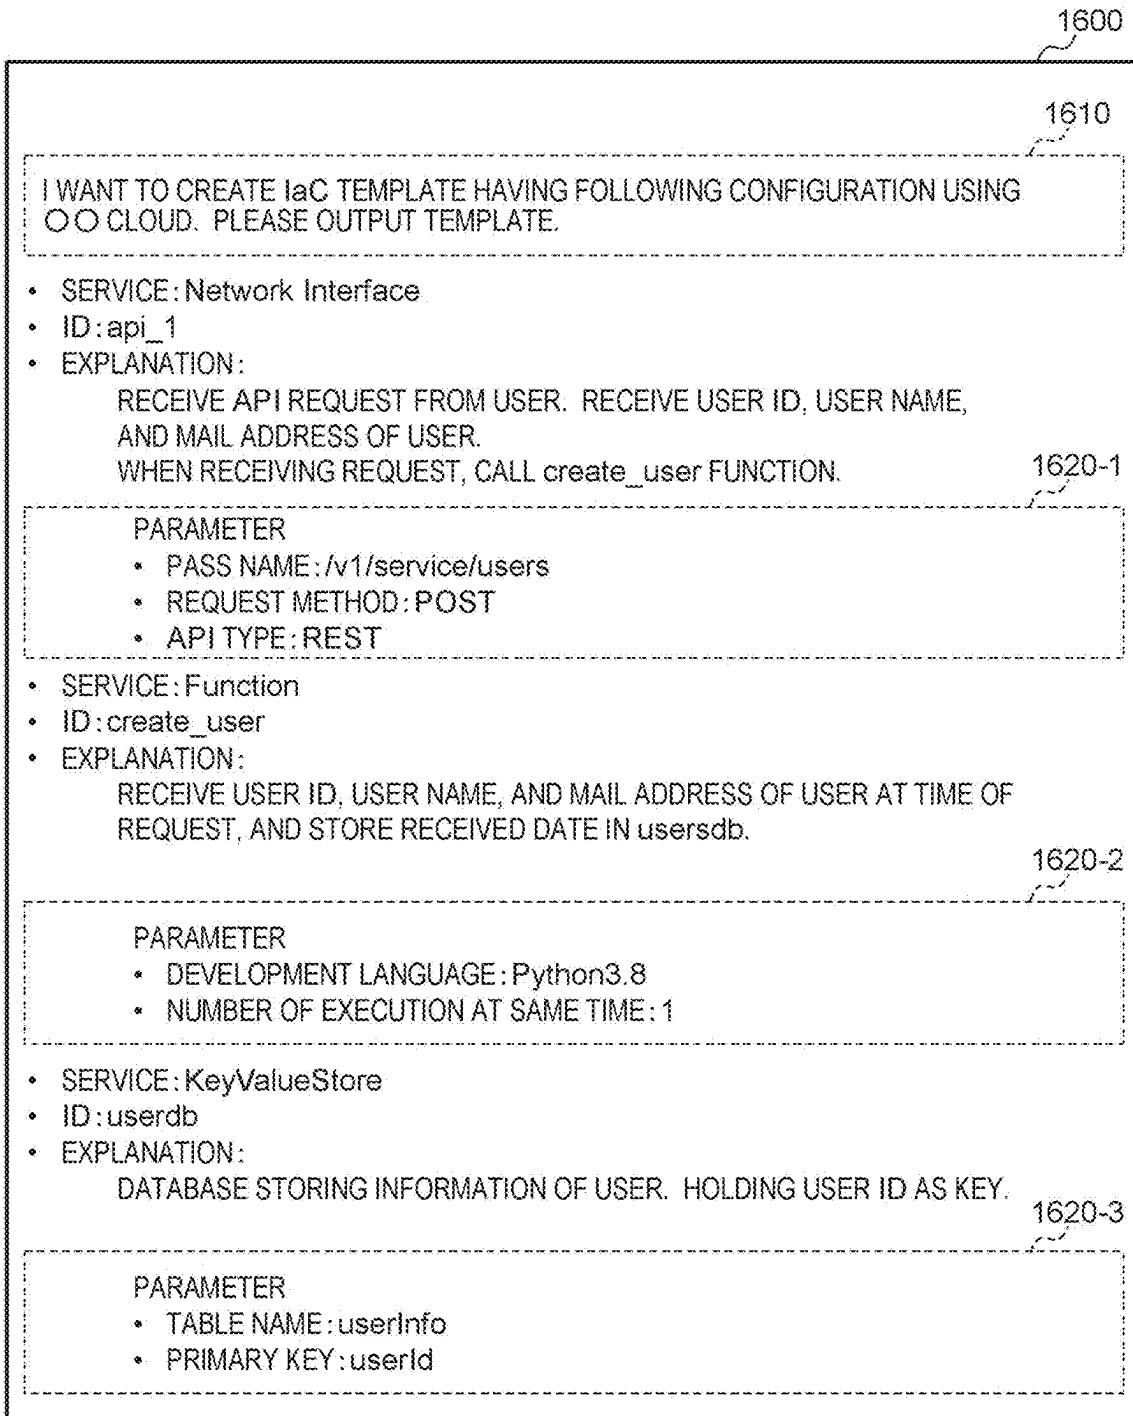 1600
1610
I WANT TO CREATE IaC TEMPLATE HAVING FOLLOWING CONFIGURATION USING
○○ CLOUD. PLEASE OUTPUT TEMPLATE.
• SERVICE:Network Interface
• ID:api_1
• EXPLANATION:
RECEIVE API REQUEST FROM USER. RECEIVE USER ID, USER NAME,
AND MAIL ADDRESS OF USER.
WHEN RECEIVING REQUEST, CALL create_user FUNCTION.
1620-1
PARAMETER
• PASS NAME:/v1/service/users
• REQUEST METHOD:POST
• API TYPE:REST
• SERVICE:Function
• ID:create_user
• EXPLANATION:
RECEIVE USER ID, USER NAME, AND MAIL ADDRESS OF USER AT TIME OF
REQUEST, AND STORE RECEIVED DATE IN usersdb.
1620-2
PARAMETER
• DEVELOPMENT LANGUAGE:Python3.8
• NUMBER OF EXECUTION AT SAME TIME:1
• SERVICE:KeyValueStore
• ID:userdb
• EXPLANATION:
DATABASE STORING INFORMATION OF USER. HOLDING USER ID AS KEY.
1620-3
PARAMETER
• TABLE NAME:userInfo
• PRIMARY KEY:userId